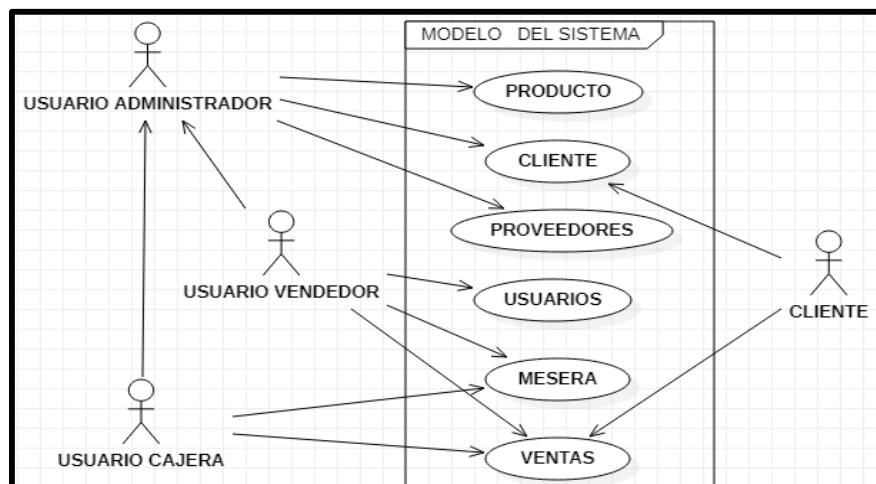 MODELO DEL SISTEMA
USUARIO ADMINISTRADOR
PRODUCTO
CLIENTE
PROVEEDORES
USUARIO VENDEDOR
USUARIOS
CLIENTE
MESERA
USUARIO CAJERA
VENTAS